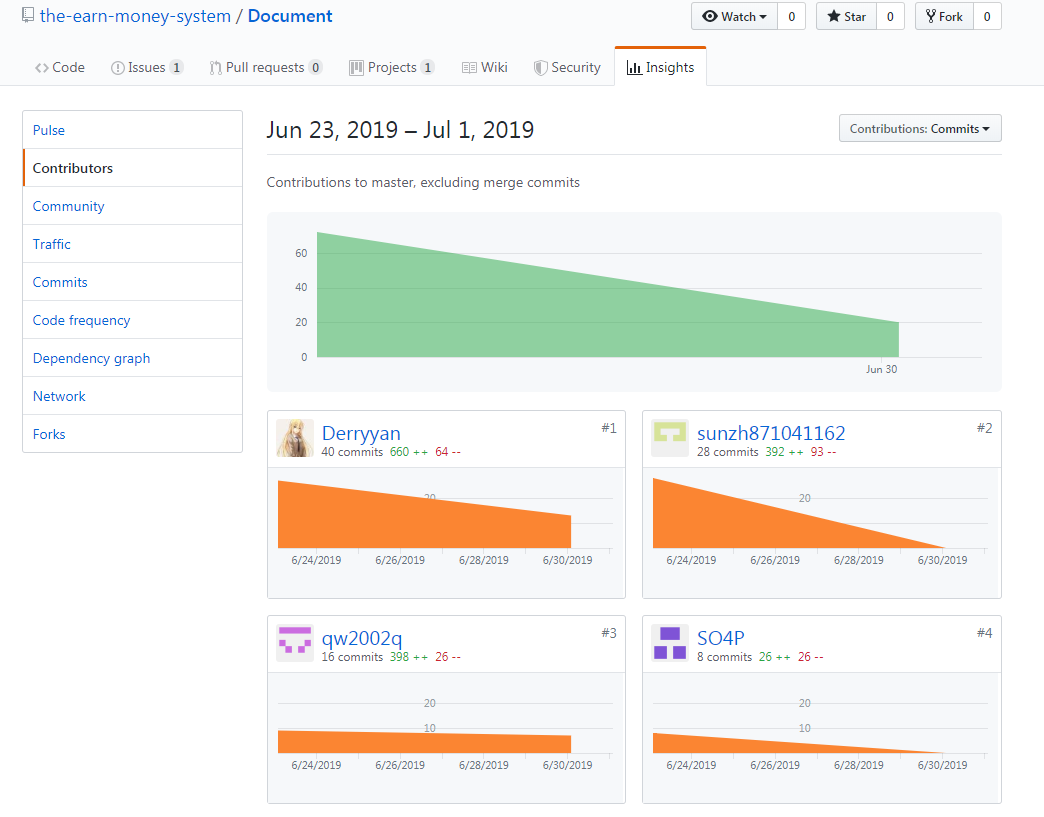 the-earn-money-system / Document
Watch 0 Star 0 Fork 0
Code Issues 1 Pull requests 0 Projects 1 Wiki Security Insights
Pulse
Contributors
Community
Traffic
Commits
Code frequency
Dependency graph
Network
Forks
Jun 23, 2019 – Jul 1, 2019
Contributions: Commits
Contributions to master, excluding merge commits
60
40
20
0
Jun 30
Derryyan #1
40 commits 660 ++ 64 --
20
6/24/2019 6/26/2019 6/28/2019 6/30/2019
sunzh871041162 #2
28 commits 392 ++ 93 --
20
6/24/2019 6/26/2019 6/28/2019 6/30/2019
qw2002q #3
16 commits 398 ++ 26 --
20
10
6/24/2019 6/26/2019 6/28/2019 6/30/2019
SO4P #4
8 commits 26 ++ 26 --
20
10
6/24/2019 6/26/2019 6/28/2019 6/30/2019